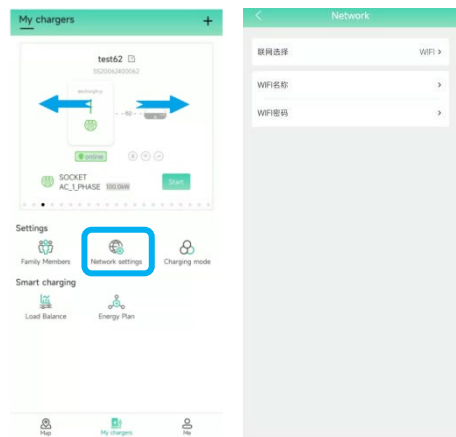 My chargers
+
test62
SS20062400062
online
SOCKET
AC_1_PHASE 100.0kW
Start
Settings
Family Members
Network settings
Charging mode
Smart charging
Load Balance
Energy Plan
Map
My chargers
Me
Network
联网选择
WIFI >
WIFI名称
>
WIFI密码
>